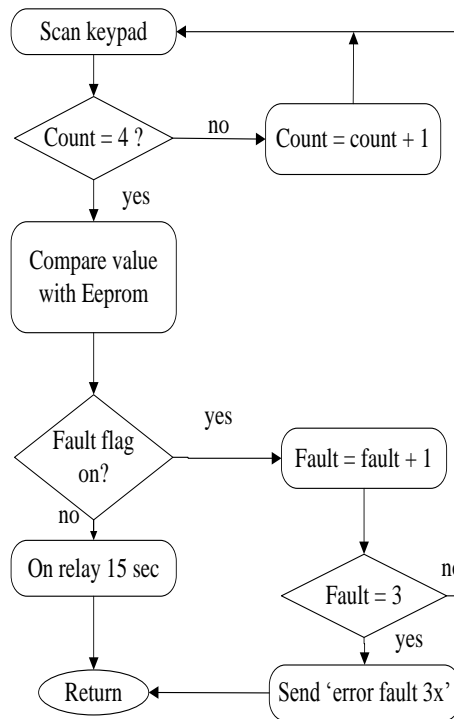 Scan keypad
Count = 4 ?
no
Count = count + 1
yes
Compare value
with Eeprom
Fault flag
on?
yes
Fault = fault + 1
no
On relay 15 sec
Fault = 3
no
yes
Return
Send ‘error fault 3x’